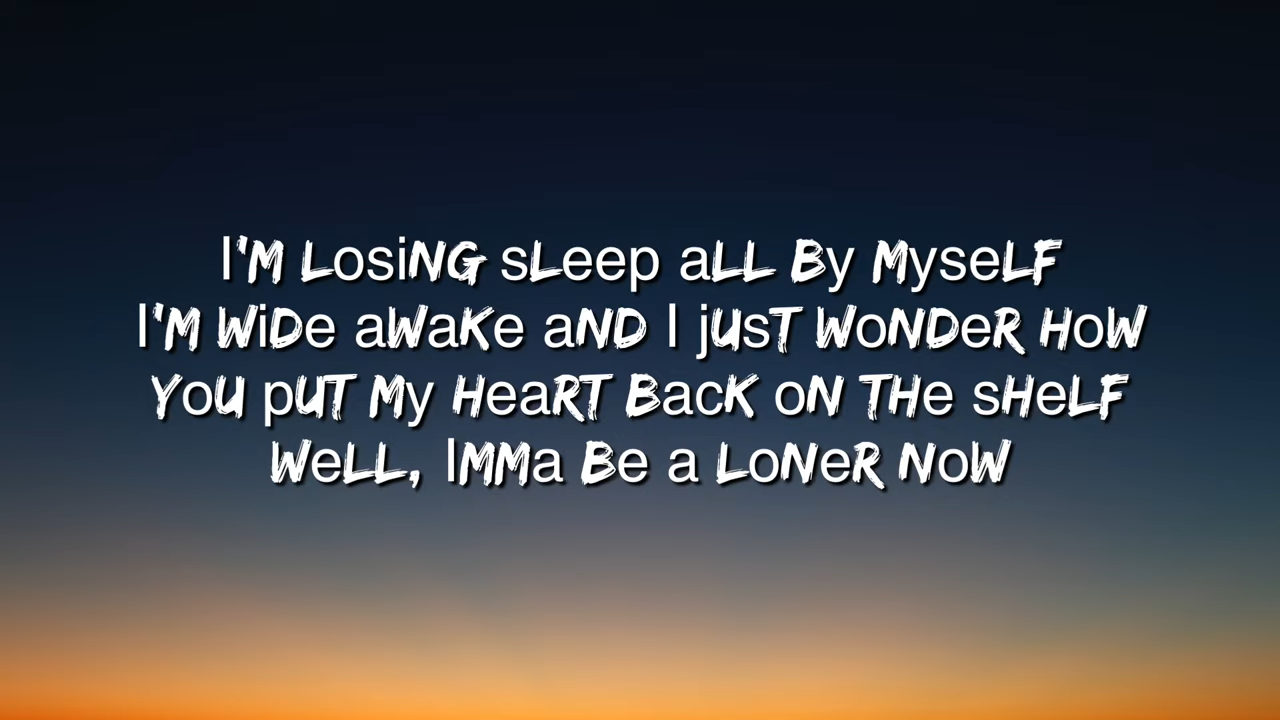 I'm losing sleep all by myself
I'm wide awake and I just wonder how
You put my heart back on the shelf
Well, Imma be a loner now